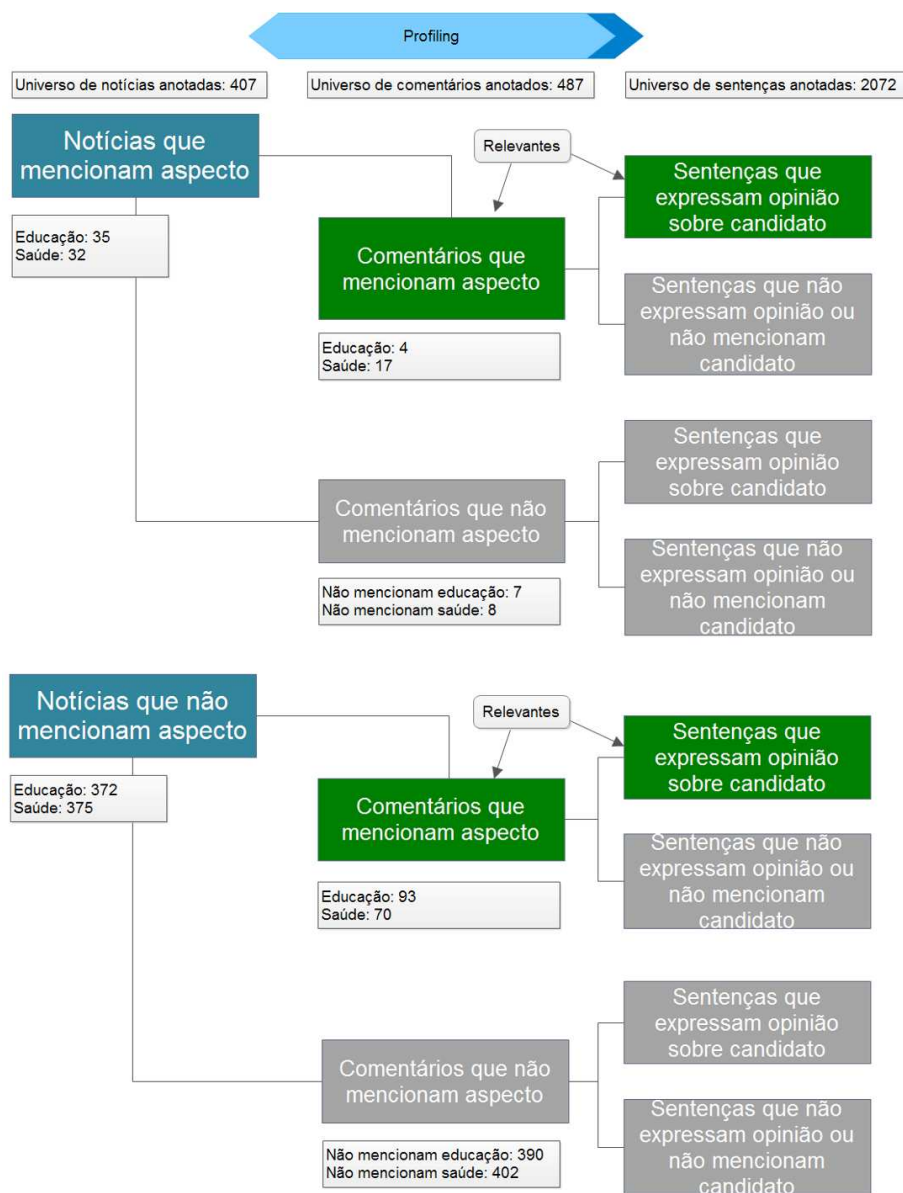 Profiling
Universo de notícias anotadas: 407
Universo de comentários anotados: 487
Universo de sentenças anotadas: 2072
Notícias que
mencionam aspecto
Educação: 35
Saúde: 32
Relevantes
Comentários que
mencionam aspecto
Educação: 4
Saúde: 17
Sentenças que
expressam opinião
sobre candidato
Sentenças que não
expressam opinião ou
não mencionam
candidato
Comentários que não
mencionam aspecto
Não mencionam educação: 7
Não mencionam saúde: 8
Sentenças que
expressam opinião
sobre candidato
Sentenças que não
expressam opinião ou
não mencionam
candidato
Notícias que não
mencionam aspecto
Educação: 372
Saúde: 375
Relevantes
Comentários que
mencionam aspecto
Educação: 93
Saúde: 70
Sentenças que
expressam opinião
sobre candidato
Sentenças que não
expressam opinião ou
não mencionam
candidato
Comentários que não
mencionam aspecto
Não mencionam educação: 390
Não mencionam saúde: 402
Sentenças que
expressam opinião
sobre candidato
Sentenças que não
expressam opinião ou
não mencionam
candidato